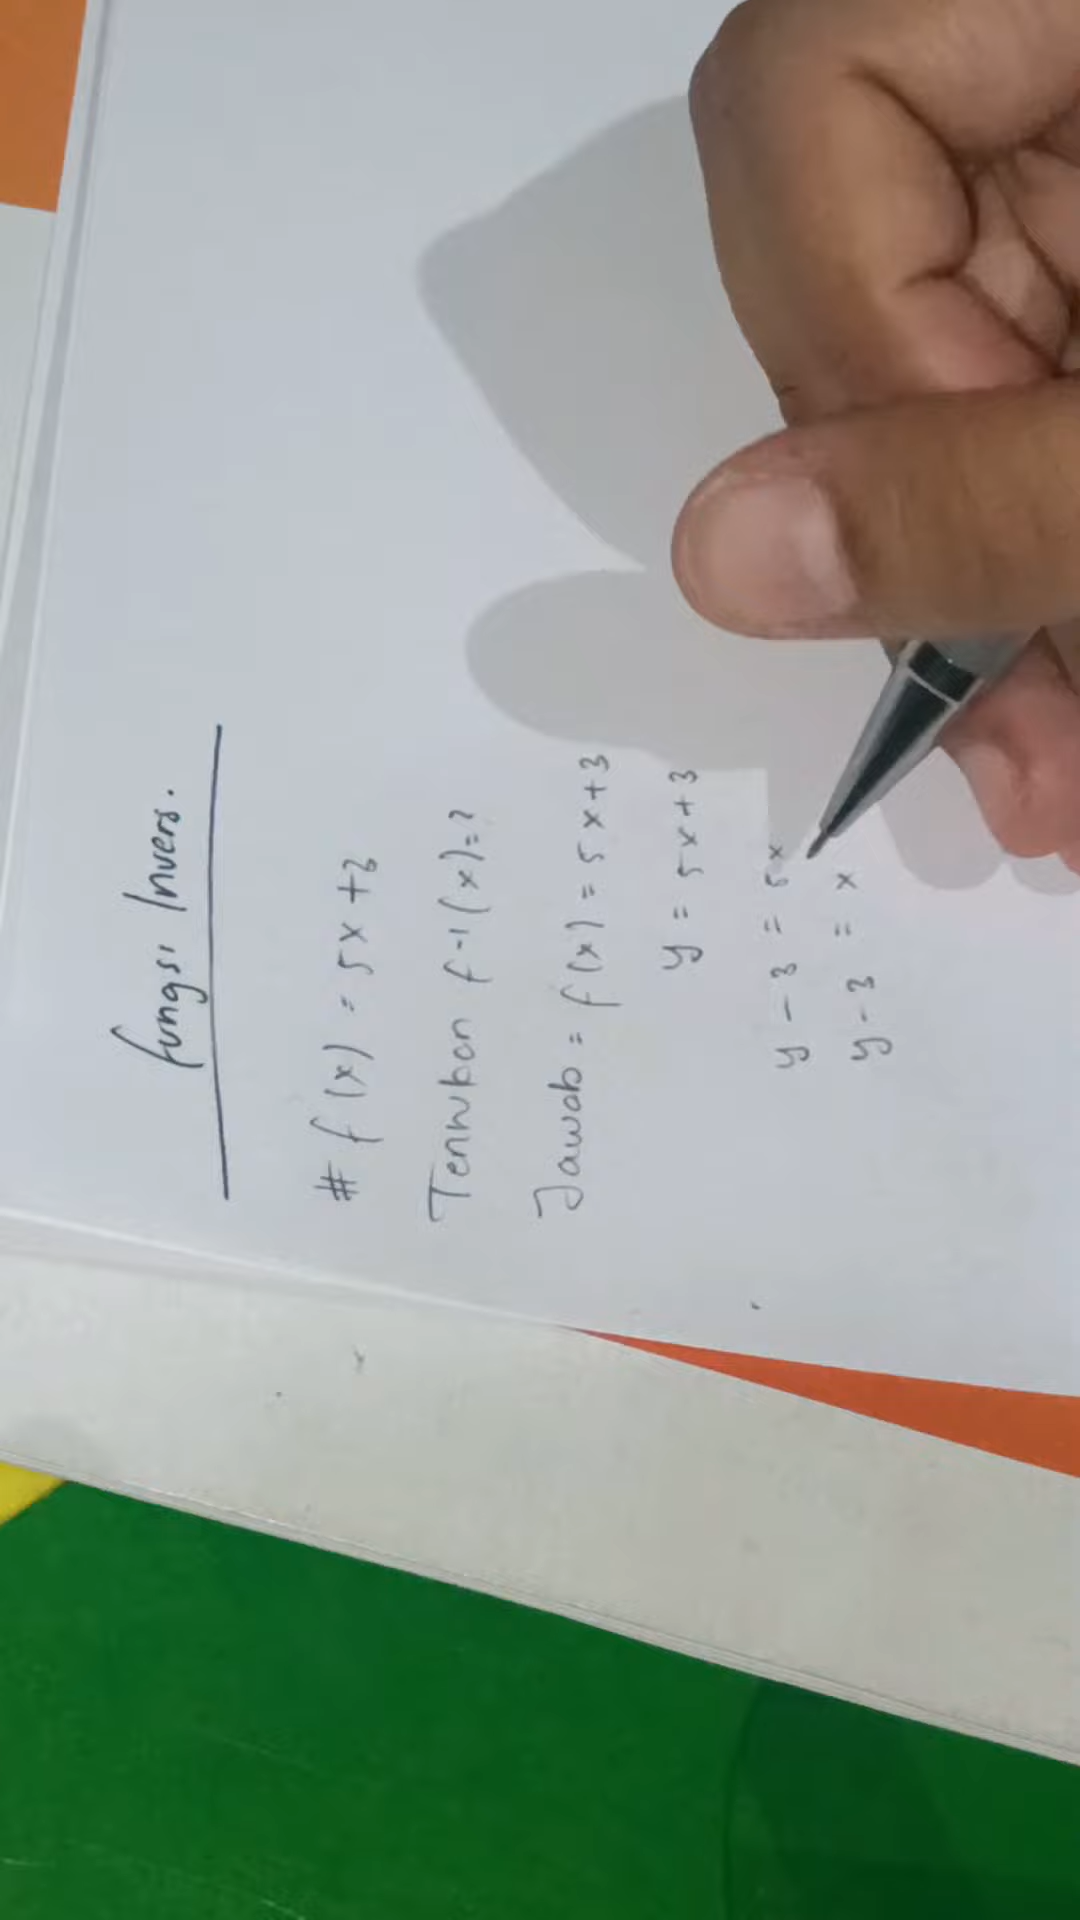 Fungsi Invers.
# f(x) = 5x+3
Tentukan f-1(x)=?
Jawab = f(x) = 5x+3
y = 5x+3
y - 3 = 5x
y - 3 = x